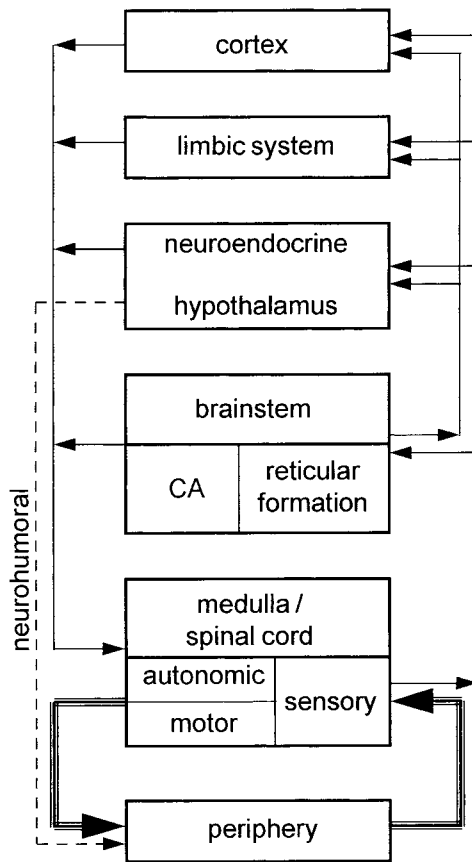 cortex
limbic system
neuroendocrine
hypothalamus
brainstem
CA
reticular
formation
neurohumoral
medulla /
spinal cord
autonomic
motor
sensory
periphery